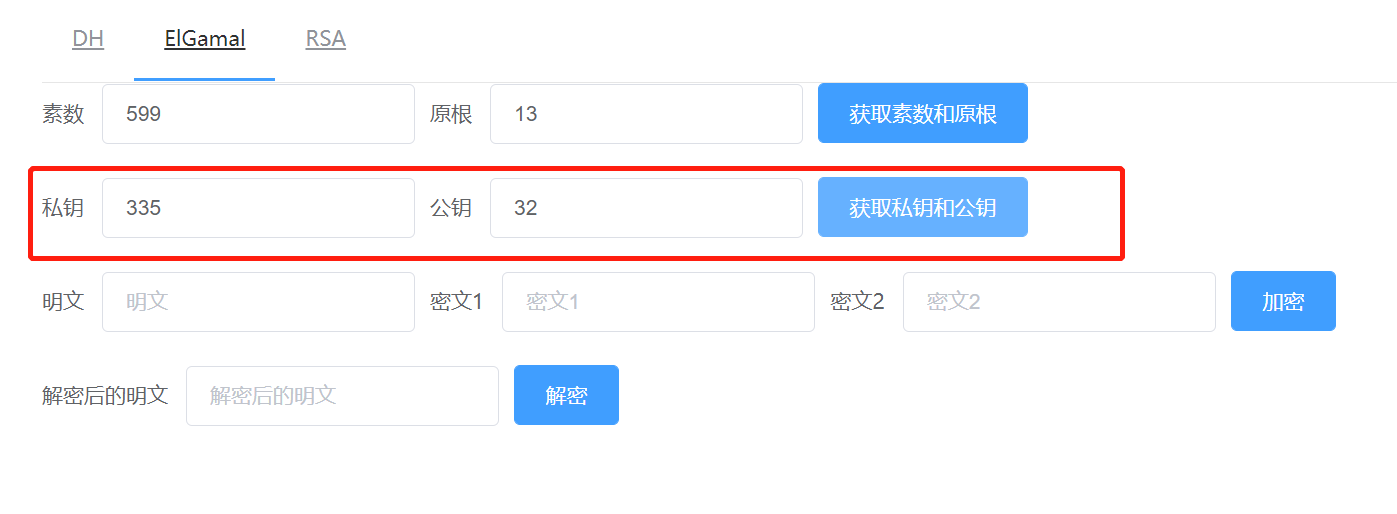 DH ElGamal RSA
素数 599 原根 13 获取素数和原根
私钥 335 公钥 32 获取私钥和公钥
明文 明文 密文1 密文1 密文2 密文2 加密
解密后的明文 解密后的明文 解密